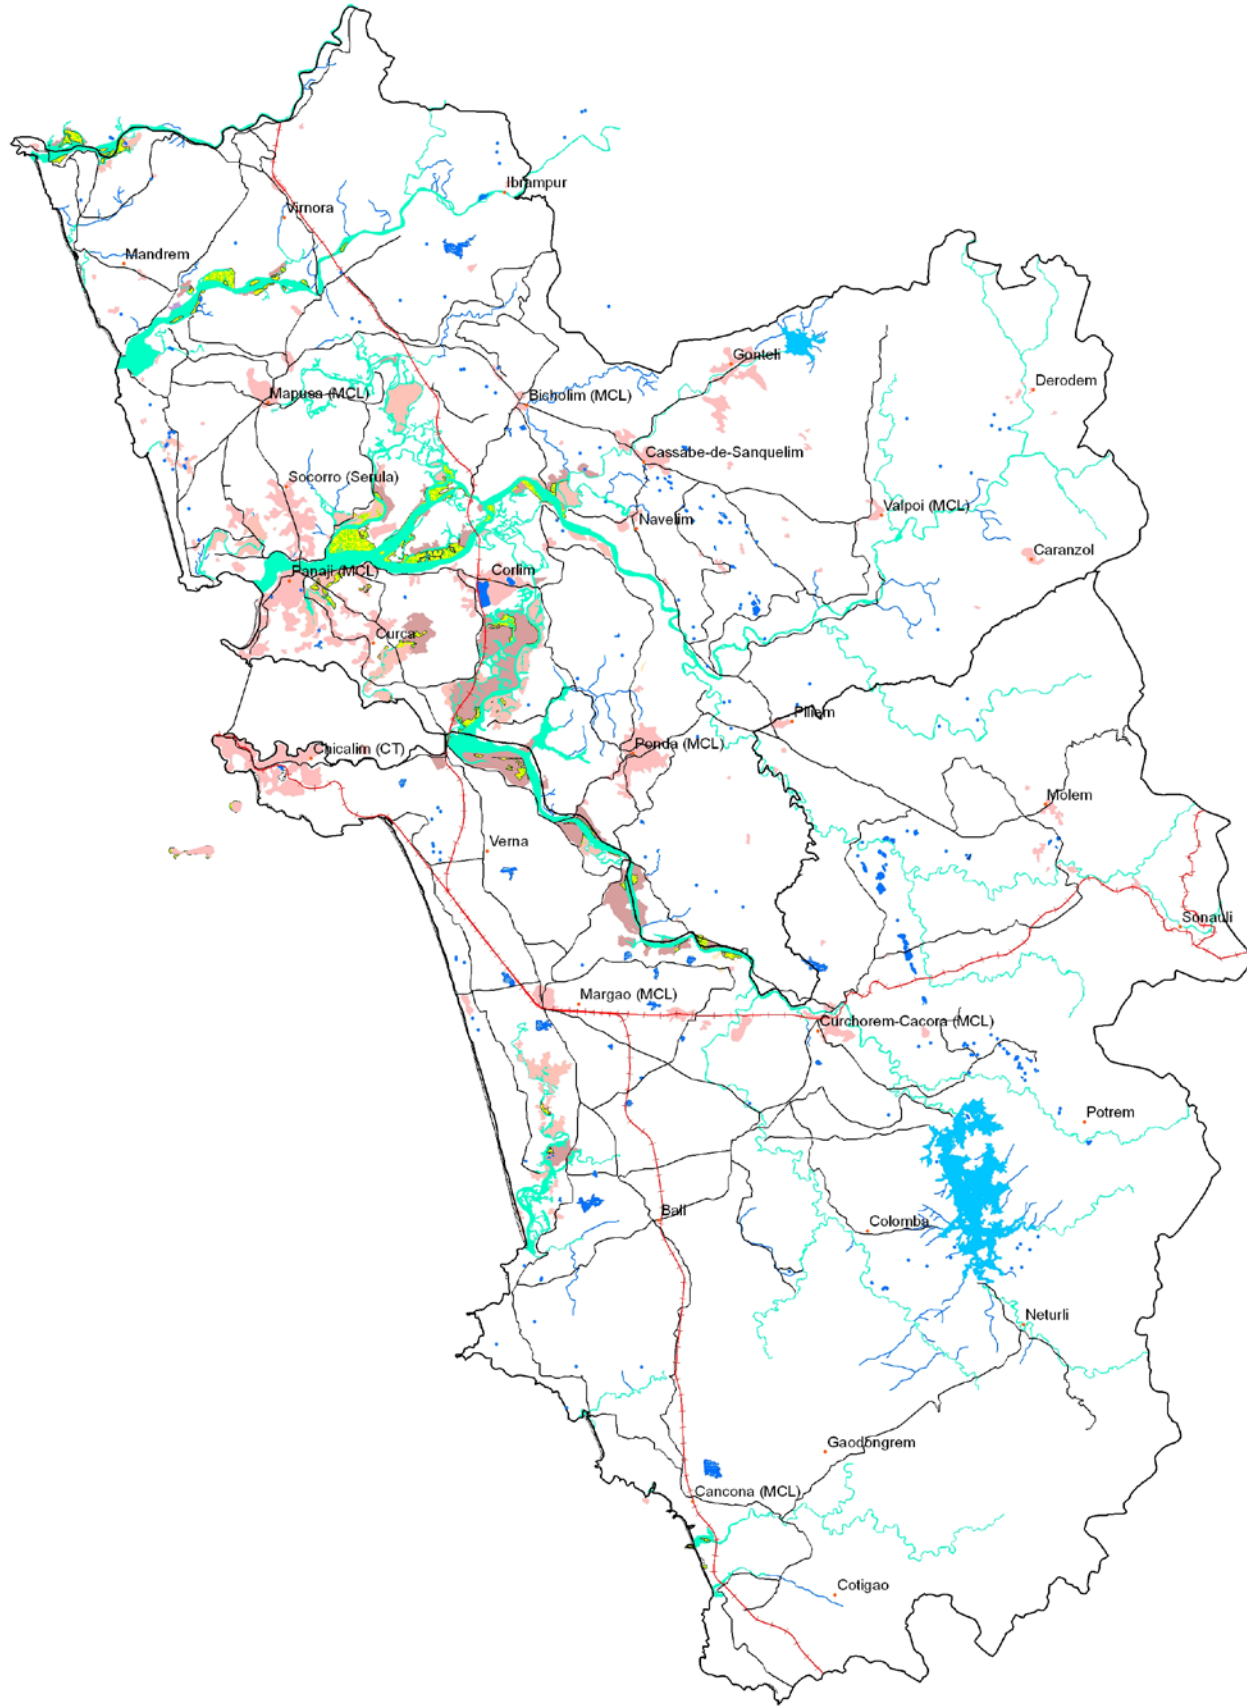 Ibrampur
Virnora
Mandrem
Gonteli
Derodem
Mapusa (MCL)
Bicholim (MCL)
Cassabe-de-Sanquelim
Socorro (Serula)
Valpoi (MCL)
Navelim
Caranzol
Panaji (MCL)
Corlim
Curca
Piliem
Chicalim (CT)
Ponda (MCL)
Molem
Verna
Sonauli
Margao (MCL)
Curchorem-Cacora (MCL)
Potrem
Bali
Colomba
Neturli
Gaodongrem
Cancona (MCL)
Cotigao